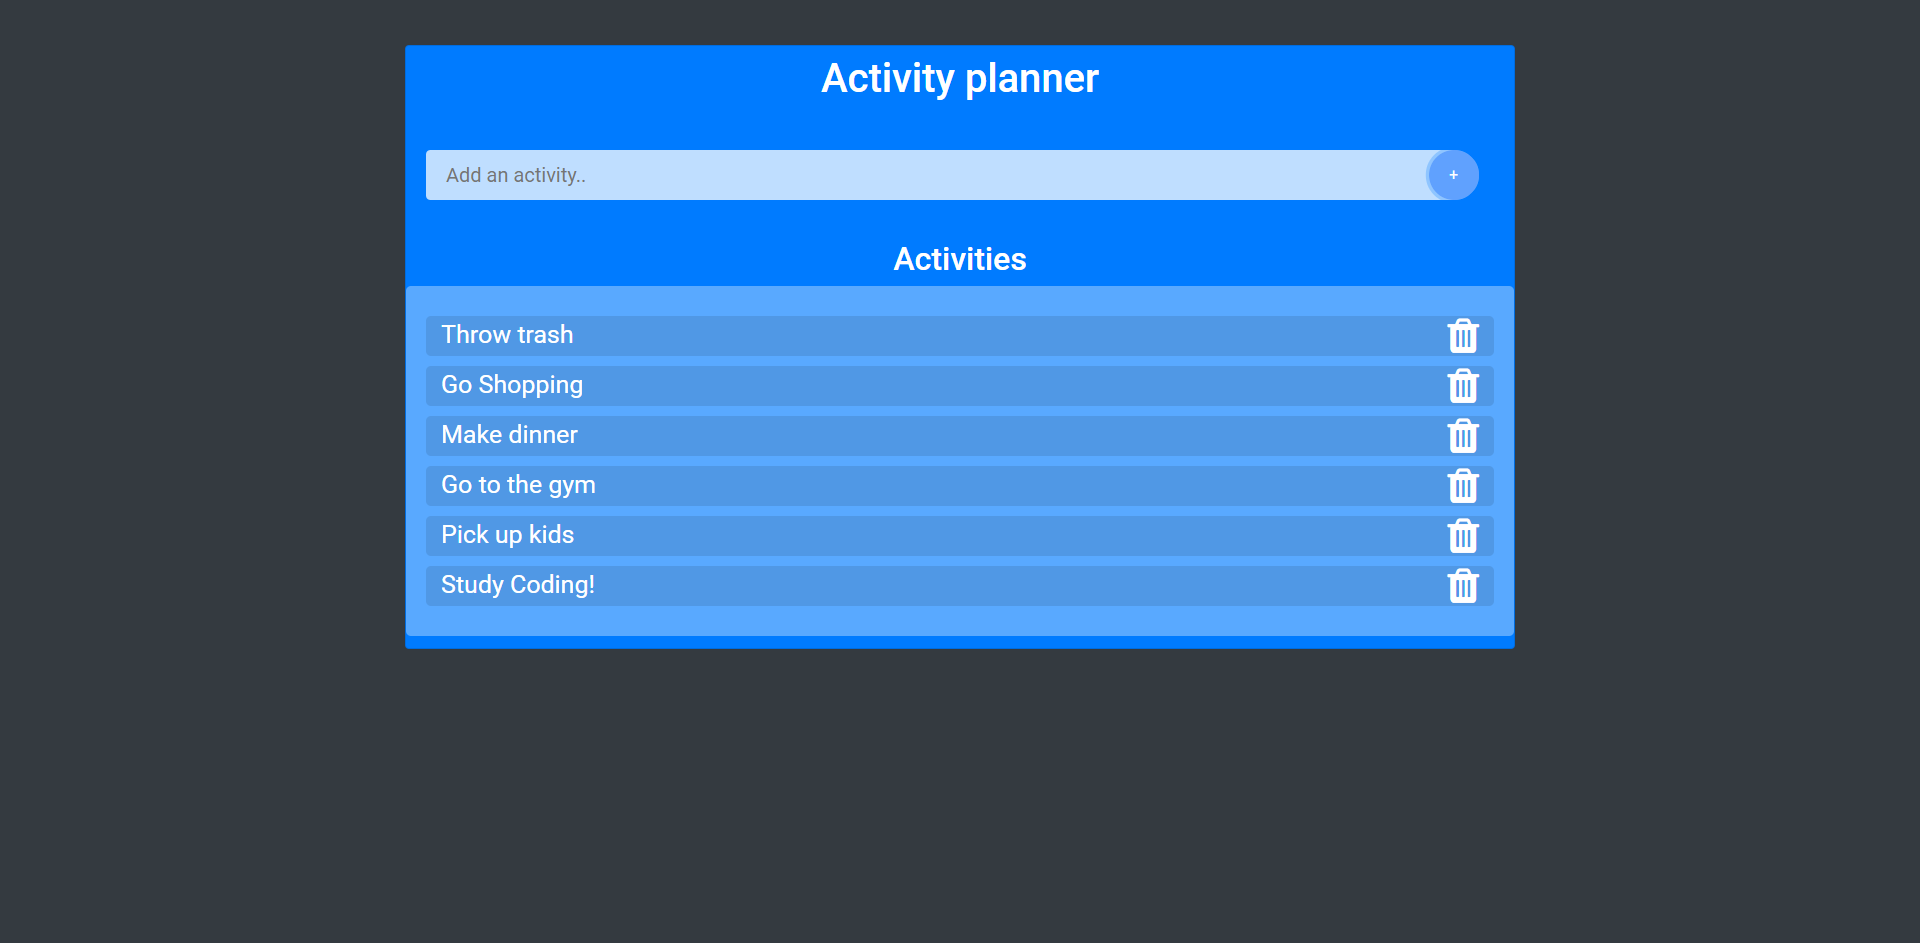 Activity planner
Add an activity..
+
Activities
Throw trash
Go Shopping
Make dinner
Go to the gym
Pick up kids
Study Coding!